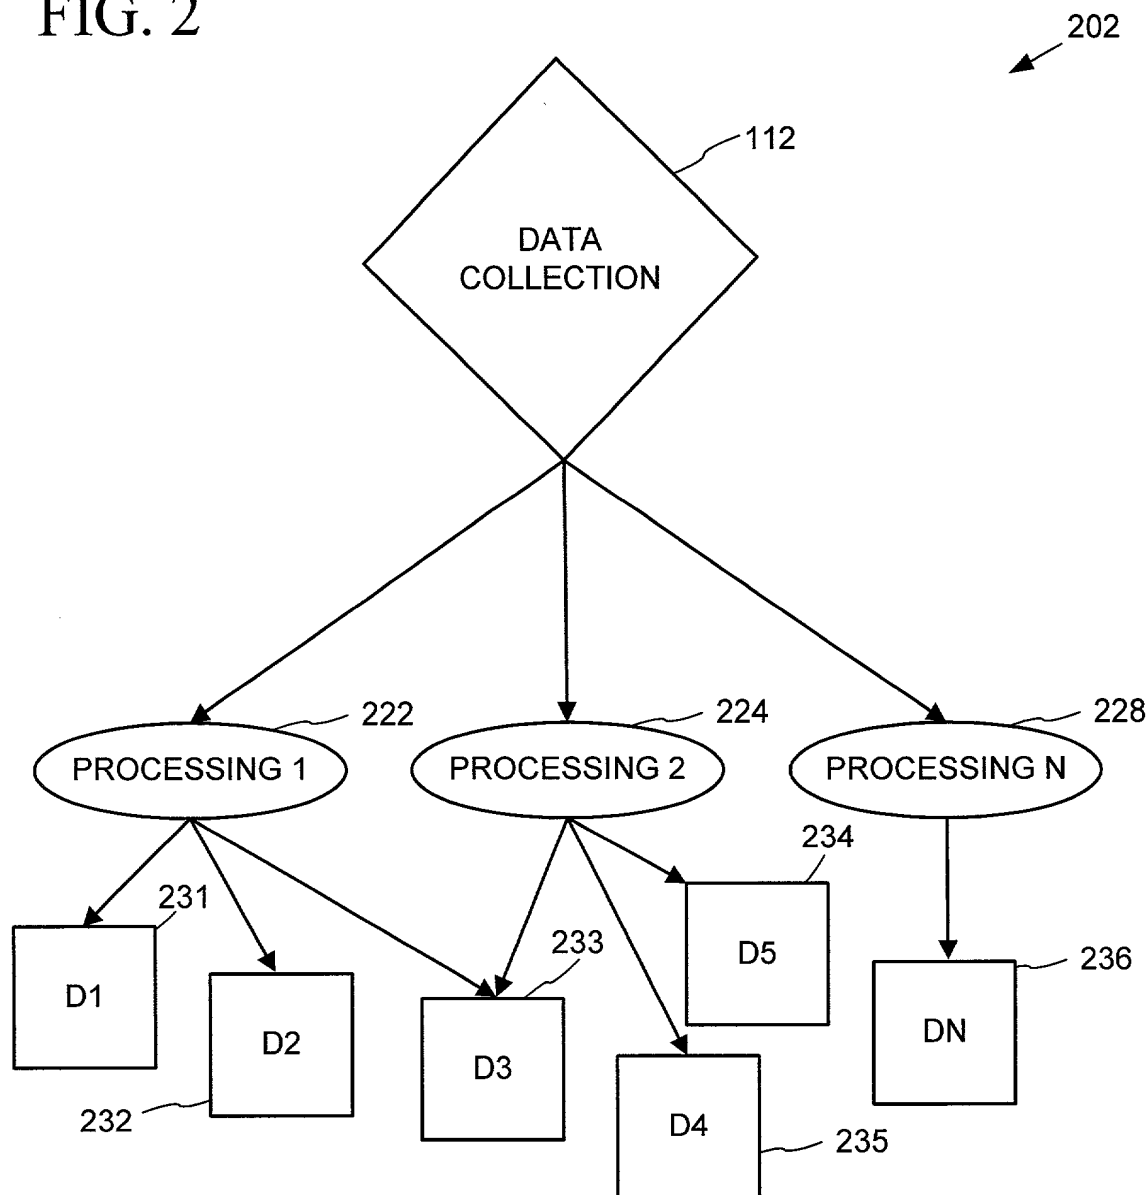 FIG. 2
202
112
DATA
COLLECTION
222
224
228
PROCESSING 1
PROCESSING 2
PROCESSING N
234
231
233
236
D5
D1
D2
D3
DN
232
D4
235